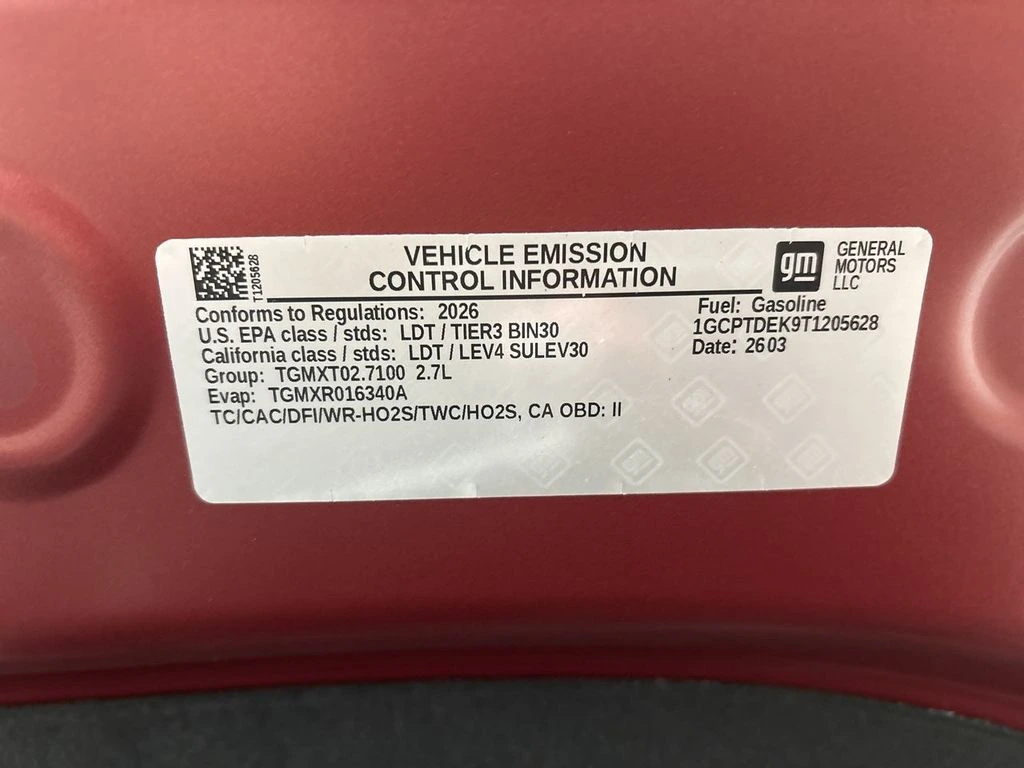 VEHICLE EMISSION
CONTROL INFORMATION
T1205628
gm
GENERAL
MOTORS
LLC
Conforms to Regulations: 2026
U.S. EPA class / stds: LDT / TIER3 BIN30
California class / stds: LDT / LEV4 SULEV30
Group: TGMXT02.7100 2.7L
Evap: TGMXR016340A
TC/CAC/DFI/WR-HO2S/TWC/HO2S, CA OBD: II
Fuel: Gasoline
1GCPTDEK9T1205628
Date: 2603